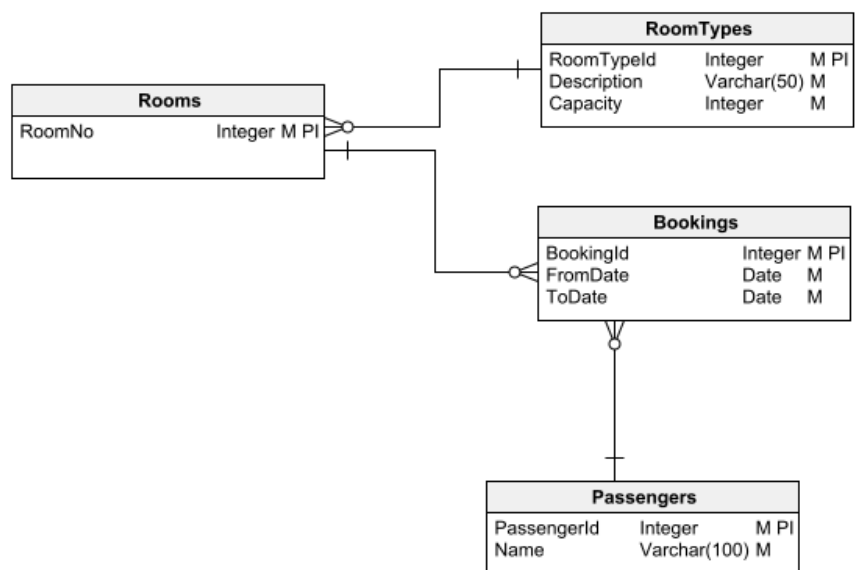 RoomTypes
RoomTypeId Integer M PI
Description Varchar(50) M
Capacity Integer M
Rooms
RoomNo Integer M PI
Bookings
BookingId Integer M PI
FromDate Date M
ToDate Date M
Passengers
PassengerId Integer M PI
Name Varchar(100) M